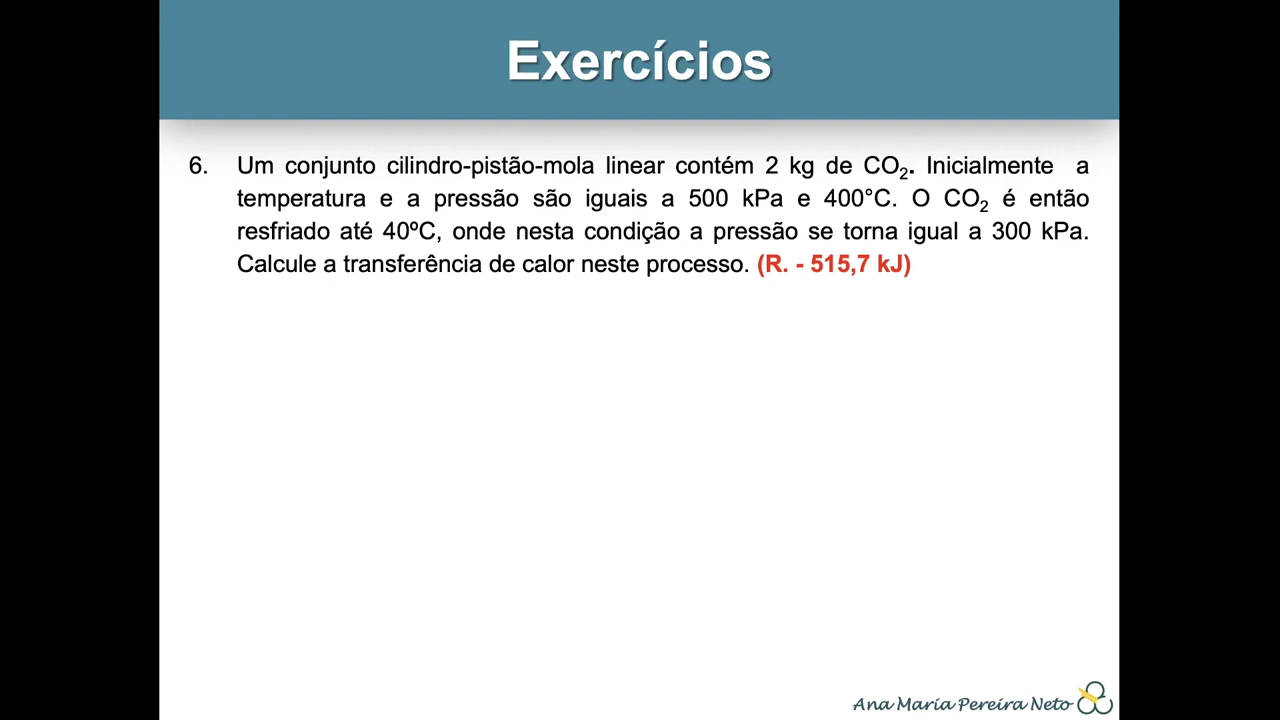 Exercícios
6. Um conjunto cilindro-pistão-mola linear contém 2 kg de CO₂. Inicialmente a
temperatura e a pressão são iguais a 500 kPa e 400°C. O CO₂ é então
resfriado até 40ºC, onde nesta condição a pressão se torna igual a 300 kPa.
Calcule a transferência de calor neste processo. (R. - 515,7 kJ)
Ana Maria Pereira Neto